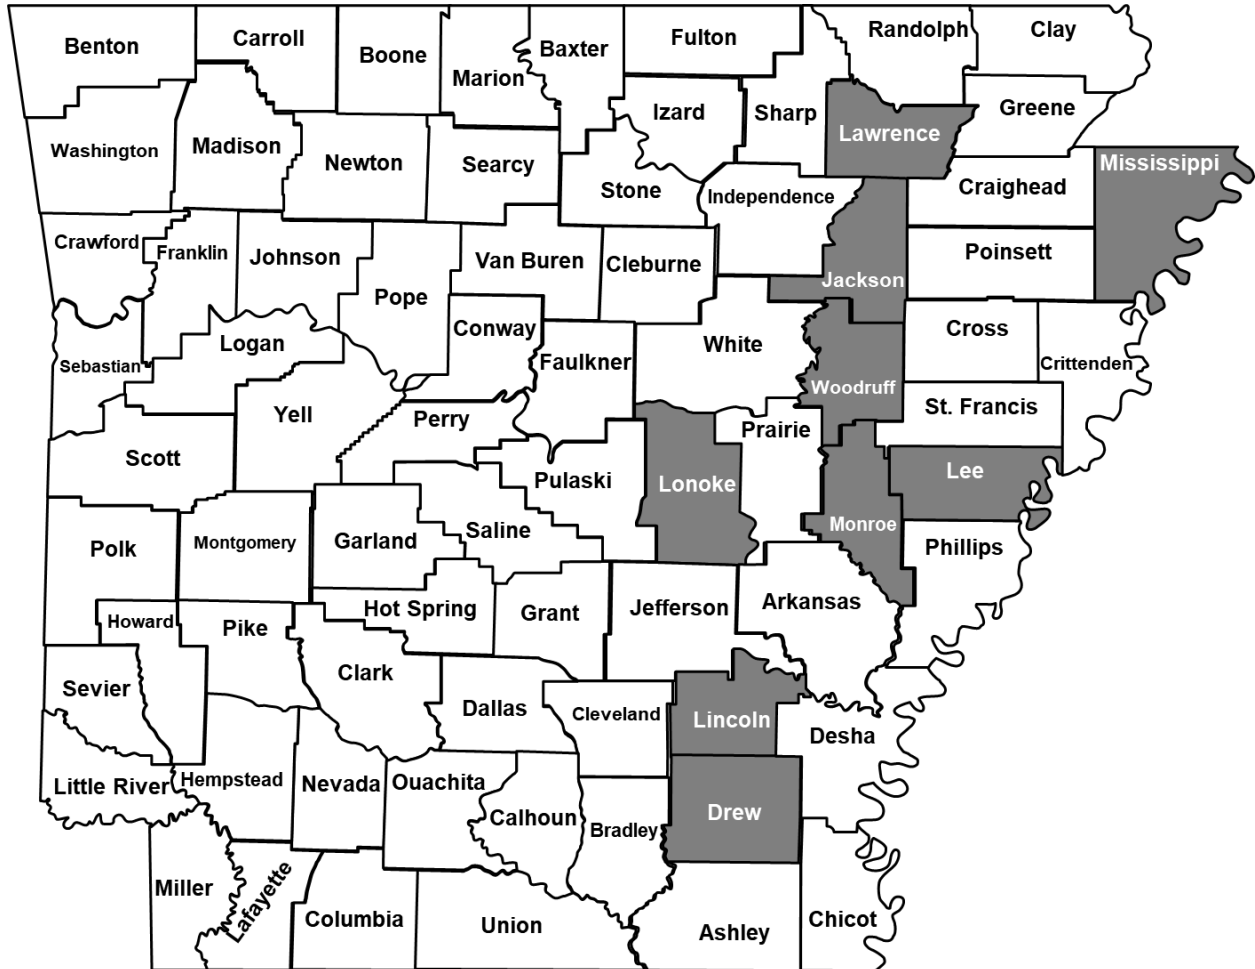 Benton
Carroll
Boone
Marion
Baxter
Fulton
Randolph
Clay
Washington
Madison
Newton
Searcy
Stone
Izard
Sharp
Lawrence
Greene
Mississippi
Independence
Craighead
Crawford
Franklin
Johnson
Pope
Van Buren
Cleburne
Jackson
Poinsett
Sebastian
Logan
Conway
Faulkner
White
Woodruff
Cross
Crittenden
St. Francis
Scott
Yell
Perry
Pulaski
Lonoke
Prairie
Lee
Monroe
Phillips
Polk
Montgomery
Garland
Saline
Hot Spring
Grant
Jefferson
Arkansas
Howard
Pike
Clark
Sevier
Dallas
Cleveland
Lincoln
Desha
Little River
Hempstead
Nevada
Ouachita
Calhoun
Bradley
Drew
Miller
Lafayette
Columbia
Union
Ashley
Chicot